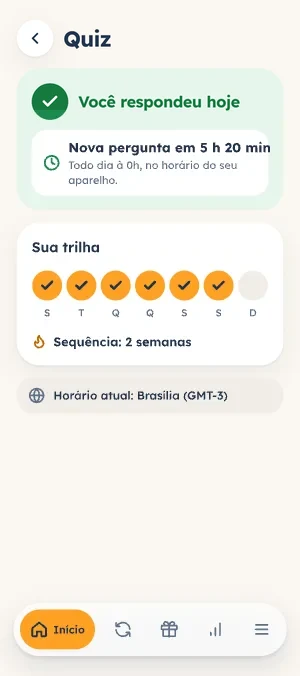 Quiz
Você respondeu hoje
Nova pergunta em 5 h 20 min
Todo dia à 0h, no horário do seu
aparelho.
Sua trilha
S T Q Q S S D
Sequência: 2 semanas
Horário atual: Brasília (GMT-3)
Início